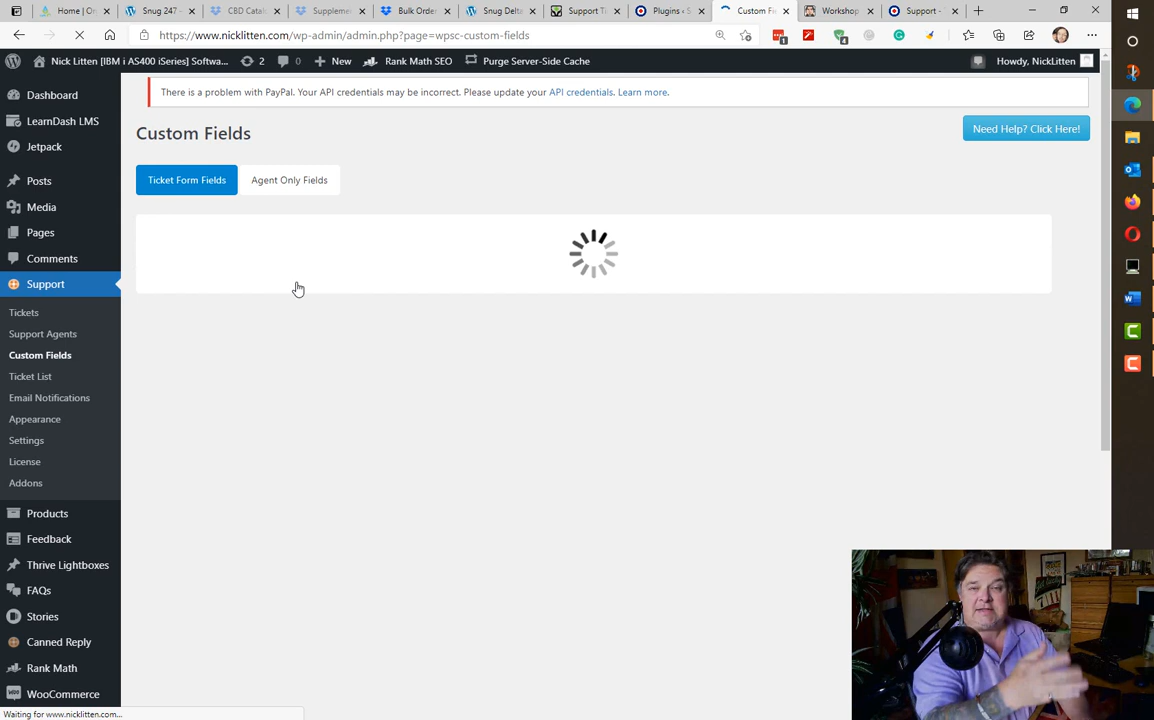 Home | On
Snug 247 -
CBD Catal
Supplemen
Bulk Order
Snug Delta
Support Ti
Plugins ‹ S
Custom Fi
Workshop
Support -
https://www.nicklitten.com/wp-admin/admin.php?page=wpsc-custom-fields
1
4
Nick Litten [IBM i AS400 iSeries] Softwa...
2
0
New
Rank Math SEO
Purge Server-Side Cache
Howdy, NickLitten
There is a problem with PayPal. Your API credentials may be incorrect. Please update your API credentials. Learn more.
Custom Fields
Need Help? Click Here!
Ticket Form Fields
Agent Only Fields
Dashboard
LearnDash LMS
Jetpack
Posts
Media
Pages
Comments
Support
Tickets
Support Agents
Custom Fields
Ticket List
Email Notifications
Appearance
Settings
License
Addons
Products
Feedback
Thrive Lightboxes
FAQs
Stories
Canned Reply
Rank Math
WooCommerce
Waiting for www.nicklitten.com...